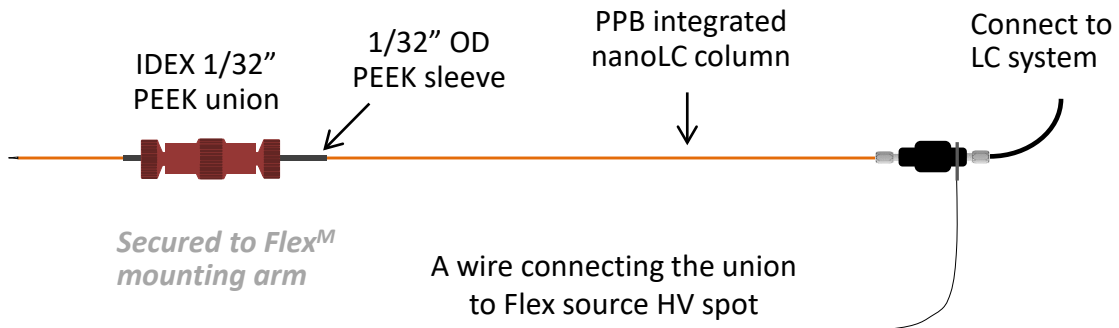 IDEX 1/32”
PEEK union
1/32” OD
PEEK sleeve
PPB integrated
nanoLC column
Connect to
LC system
Secured to Flexᴹ
mounting arm
A wire connecting the union
to Flex source HV spot